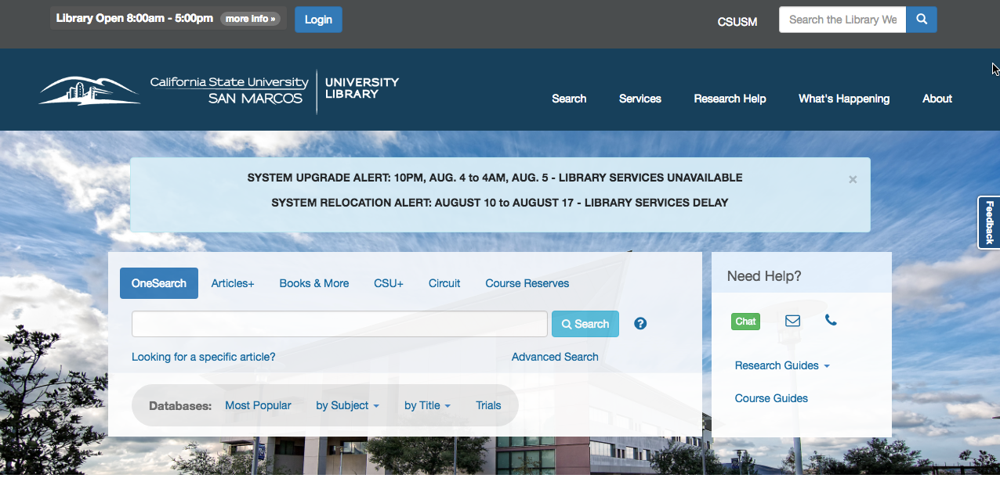 Library Open 8:00am - 5:00pm more info » Login CSUSM Search the Library We
California State University
SAN MARCOS
UNIVERSITY
LIBRARY
Search Services Research Help What's Happening About
SYSTEM UPGRADE ALERT: 10PM, AUG. 4 to 4AM, AUG. 5 - LIBRARY SERVICES UNAVAILABLE ×
SYSTEM RELOCATION ALERT: AUGUST 10 to AUGUST 17 - LIBRARY SERVICES DELAY
Feedback
OneSearch Articles+ Books & More CSU+ Circuit Course Reserves
Search ?
Looking for a specific article? Advanced Search
Databases: Most Popular by Subject by Title Trials
Need Help?
Chat
Research Guides
Course Guides